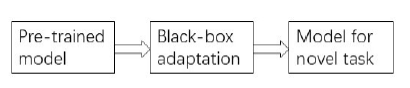 Pre-trained
model
Black-box
adaptation
Model for
novel task